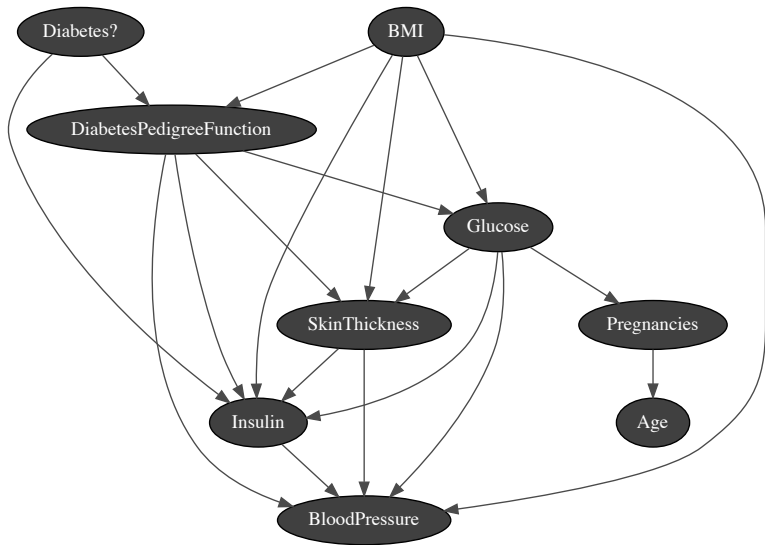 Diabetes?
BMI
DiabetesPedigreeFunction
Glucose
SkinThickness
Pregnancies
Insulin
Age
BloodPressure